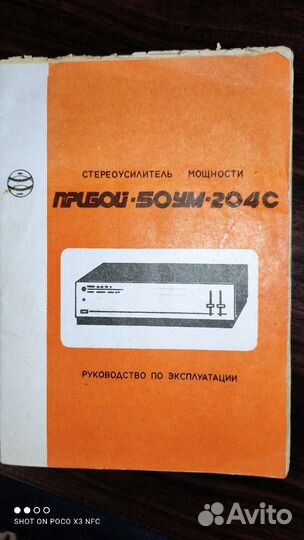 СТЕРЕОУСИЛИТЕЛЬ МОЩНОСТИ
ПРИБОЙ-50УМ-204С
РУКОВОДСТВО ПО ЭКСПЛУАТАЦИИ
SHOT ON POCO X3 NFC
Avito